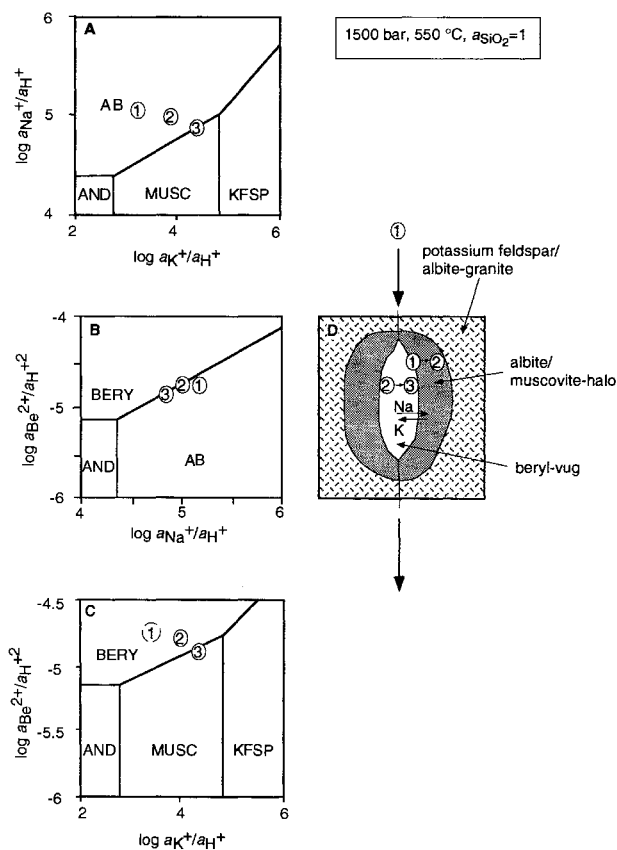 1500 bar, 550 °C, aSiO2=1
A
log aNa+/aH+
6
5
4
AB
①
②
③
AND
MUSC
KFSP
2
4
6
log aK+/aH+
B
log aBe2+/aH+2
-4
-5
-6
BERY
③
②
①
AND
AB
4
5
6
log aNa+/aH+
C
log aBe2+/aH+2
-4.5
-5
-5.5
-6
BERY
①
②
③
AND
MUSC
KFSP
2
4
6
log aK+/aH+
①
potassium feldspar/
albite-granite
D
① ②
② ③
Na
K
albite/
muscovite-halo
beryl-vug